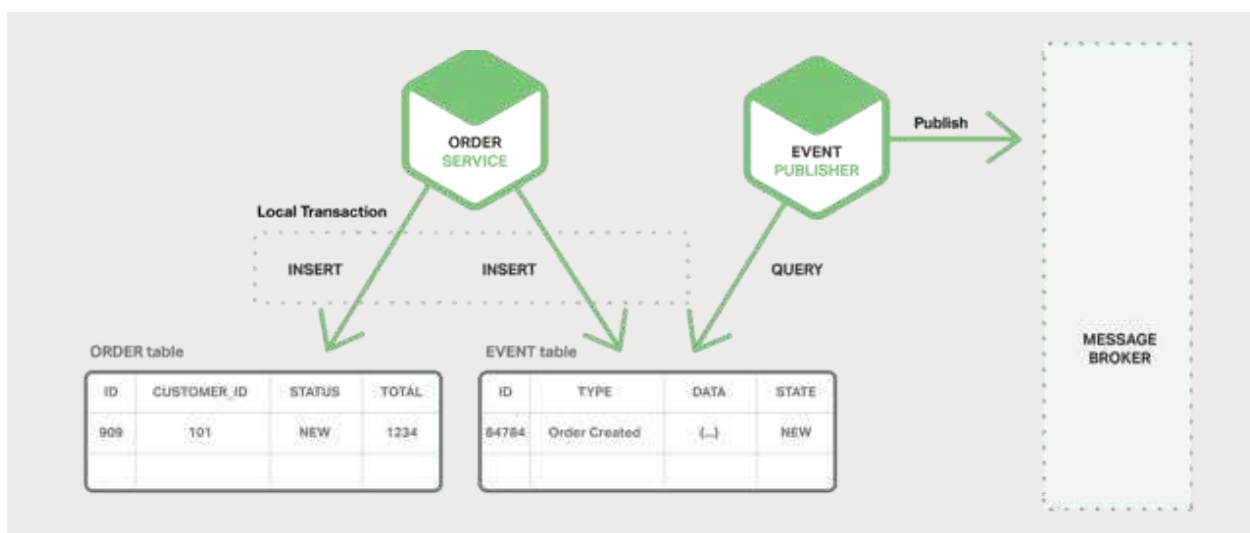 ORDER
SERVICE
EVENT
PUBLISHER
Publish
Local Transaction
INSERT
INSERT
QUERY
MESSAGE
BROKER
ORDER table
ID CUSTOMER_ID STATUS TOTAL
909 101 NEW 1234
EVENT table
ID TYPE DATA STATE
84784 Order Created {...} NEW